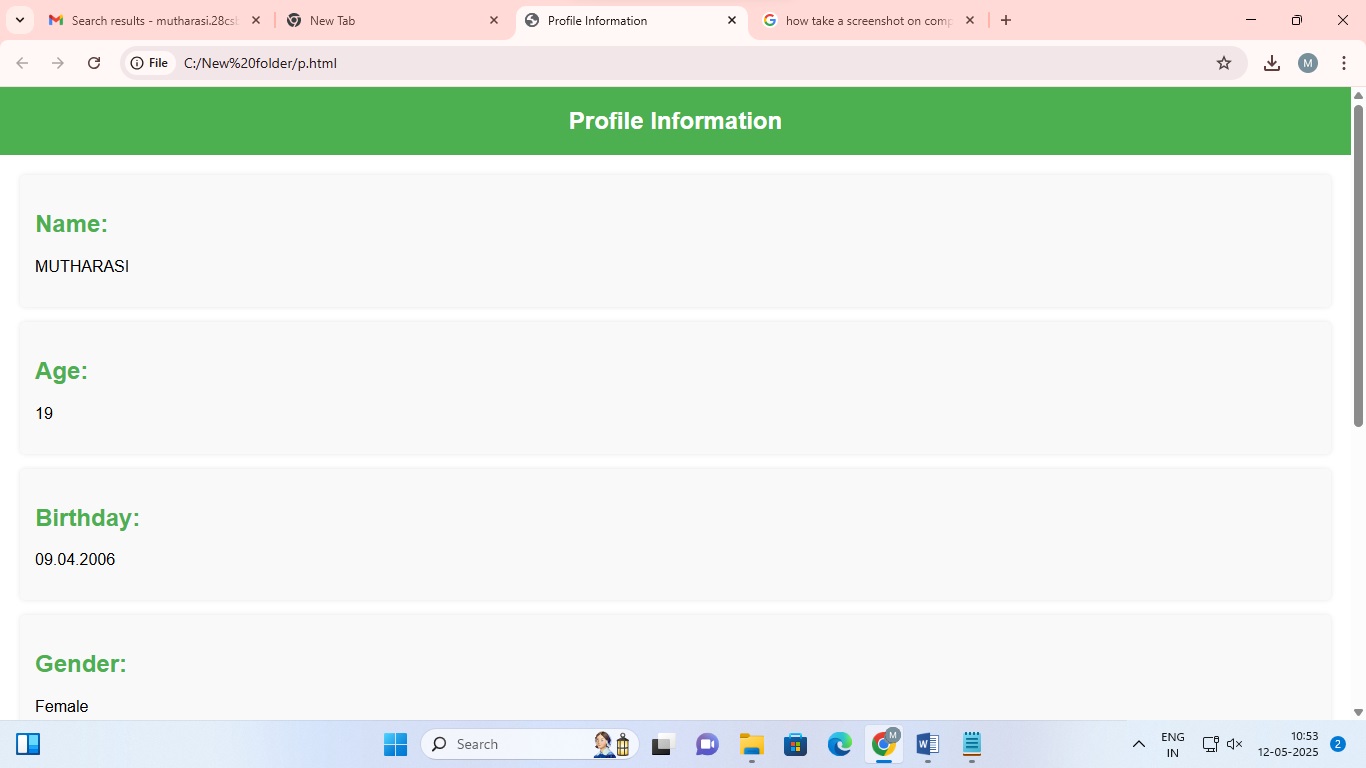 Search results - mutharasi.28csb
New Tab
Profile Information
how take a screenshot on comp
File
C:/New%20folder/p.html
M
Profile Information
Name:
MUTHARASI
Age:
19
Birthday:
09.04.2006
Gender:
Female
Search
M
ENG
IN
10:53
12-05-2025
2